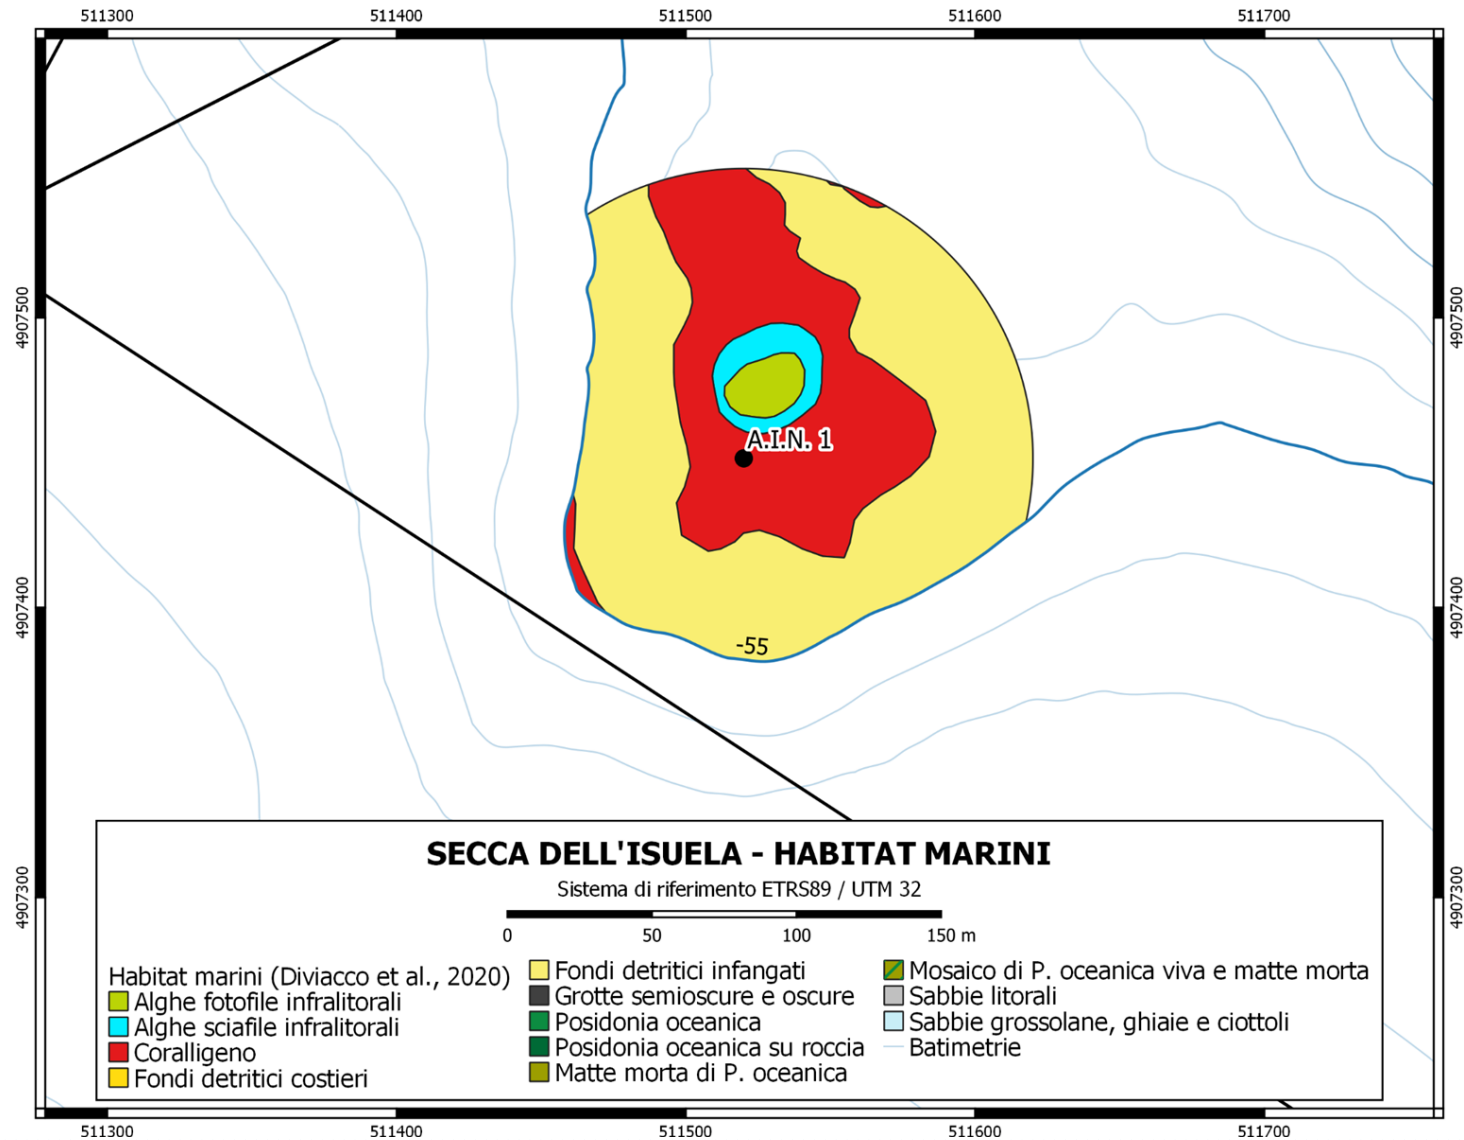 511300 511400 511500 511600 511700
4907500 4907500
A.I.N. 1
4907400 4907400
-55
SECCA DELL'ISUELA - HABITAT MARINI
Sistema di riferimento ETRS89 / UTM 32
4907300 4907300
0 50 100 150 m
Habitat marini (Diviacco et al., 2020)
Alghe fotofile infralitorali
Alghe sciafile infralitorali
Coralligeno
Fondi detritici costieri
Fondi detritici infangati
Grotte semioscure e oscure
Posidonia oceanica
Posidonia oceanica su roccia
Matte morta di P. oceanica
Mosaico di P. oceanica viva e matte morta
Sabbie litorali
Sabbie grossolane, ghiaie e ciottoli
Batimetrie
511300 511400 511500 511600 511700